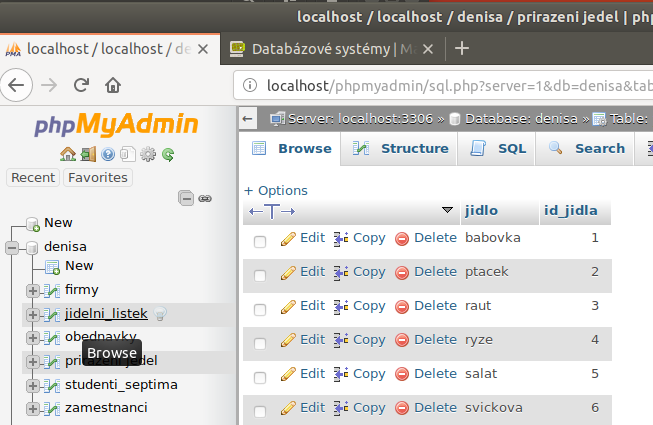 localhost / localhost / denisa / prirazeni jedel | php
localhost / localhost / de
Databázové systémy | Ma
localhost/phpmyadmin/sql.php?server=1&db=denisa&tab
phpMyAdmin
Recent Favorites
New
denisa
New
firmy
jidelni_listek
obednavky
Browse
prirazeni jedel
studenti_septima
zamestnanci
Server: localhost:3306 » Database: denisa » Table:
Browse Structure SQL Search
+ Options
jidlo id_jidla
Edit Copy Delete babovka 1
Edit Copy Delete ptacek 2
Edit Copy Delete raut 3
Edit Copy Delete ryze 4
Edit Copy Delete salat 5
Edit Copy Delete svickova 6